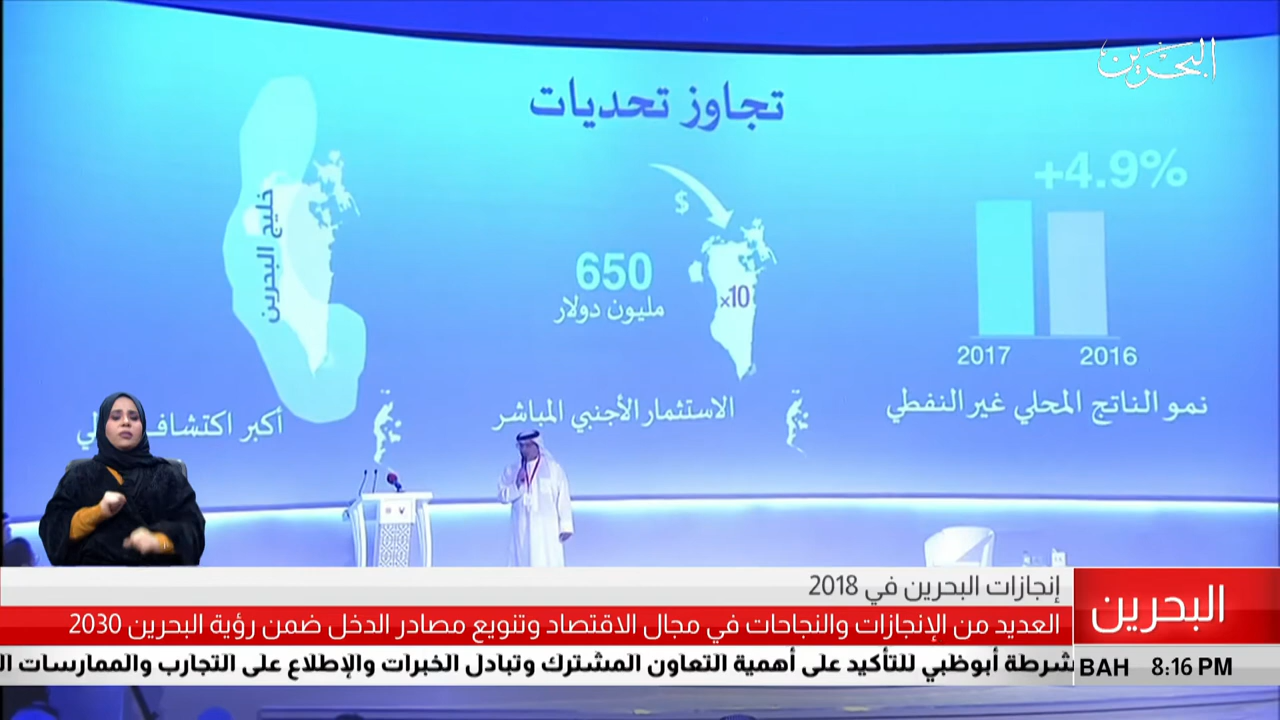 البحرين
تجاوز تحديات
+4.9%
2017 2016
نمو الناتج المحلي غير النفطي
$
×10
650
مليون دولار
الاستثمار الأجنبي المباشر
خليج البحرين
أكبر اكتشاف
إنجازات البحرين في 2018
العديد من الإنجازات والنجاحات في مجال الاقتصاد وتنويع مصادر الدخل ضمن رؤية البحرين 2030
البحرين
شرطة أبوظبي للتأكيد على أهمية التعاون المشترك وتبادل الخبرات والإطلاع على التجارب والممارسات
BAH 8:16 PM